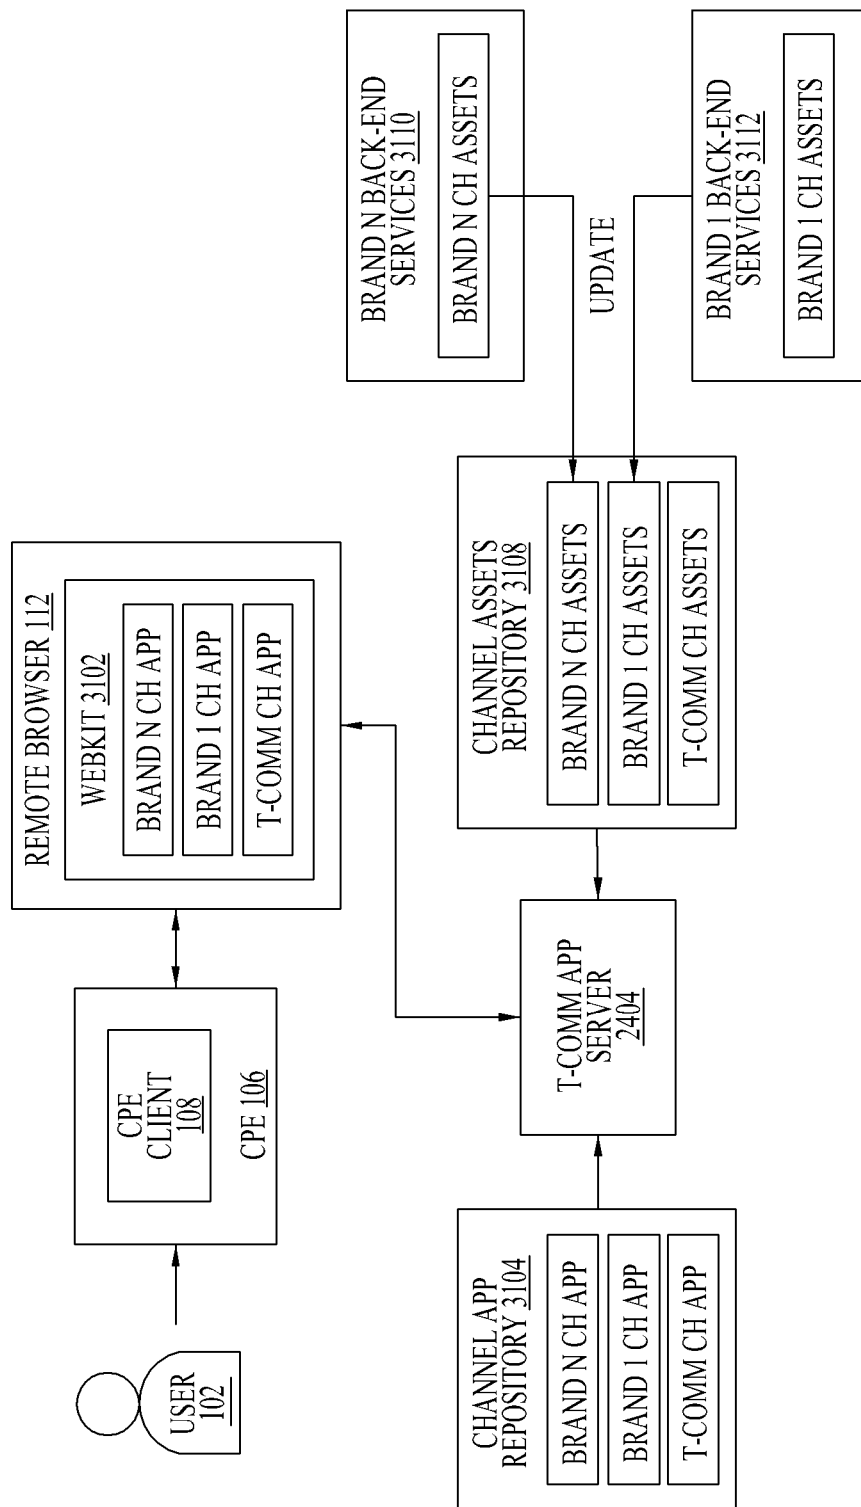 USER
102
CPE
CLIENT
108
CPE 106
REMOTE BROWSER 112
WEBKIT 3102
BRAND N CH APP
BRAND 1 CH APP
T-COMM CH APP
CHANNEL APP
REPOSITORY 3104
BRAND N CH APP
BRAND 1 CH APP
T-COMM CH APP
T-COMM APP
SERVER
2404
CHANNEL ASSETS
REPOSITORY 3108
BRAND N CH ASSETS
BRAND 1 CH ASSETS
T-COMM CH ASSETS
UPDATE
BRAND N BACK-END
SERVICES 3110
BRAND N CH ASSETS
BRAND 1 BACK-END
SERVICES 3112
BRAND 1 CH ASSETS